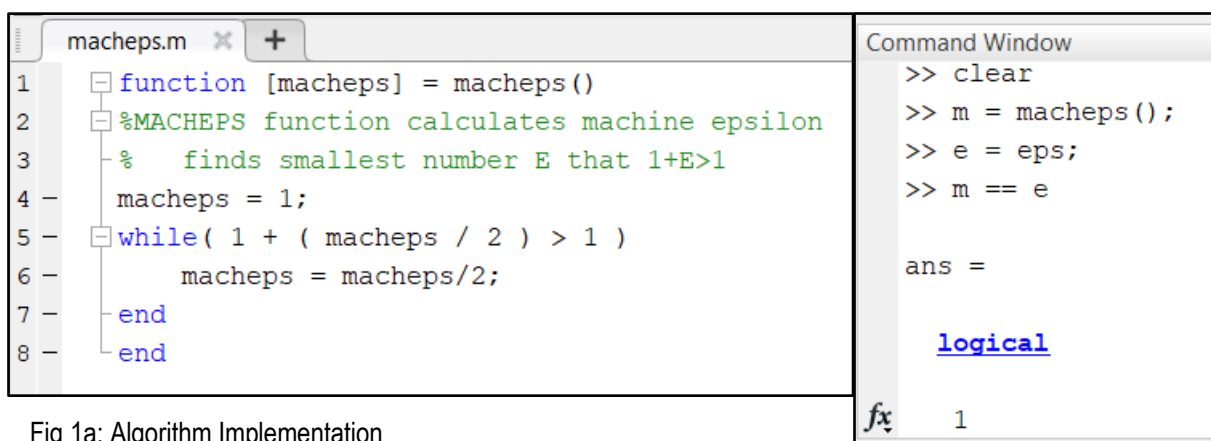 macheps.m × +
1 function [macheps] = macheps()
2 %MACHEPS function calculates machine epsilon
3 % finds smallest number E that 1+E>1
4 − macheps = 1;
5 − while( 1 + ( macheps / 2 ) > 1 )
6 − macheps = macheps/2;
7 − end
8 − end
Fig 1a: Algorithm Implementation
Command Window
>> clear
>> m = macheps();
>> e = eps;
>> m == e
ans =
logical
fx 1